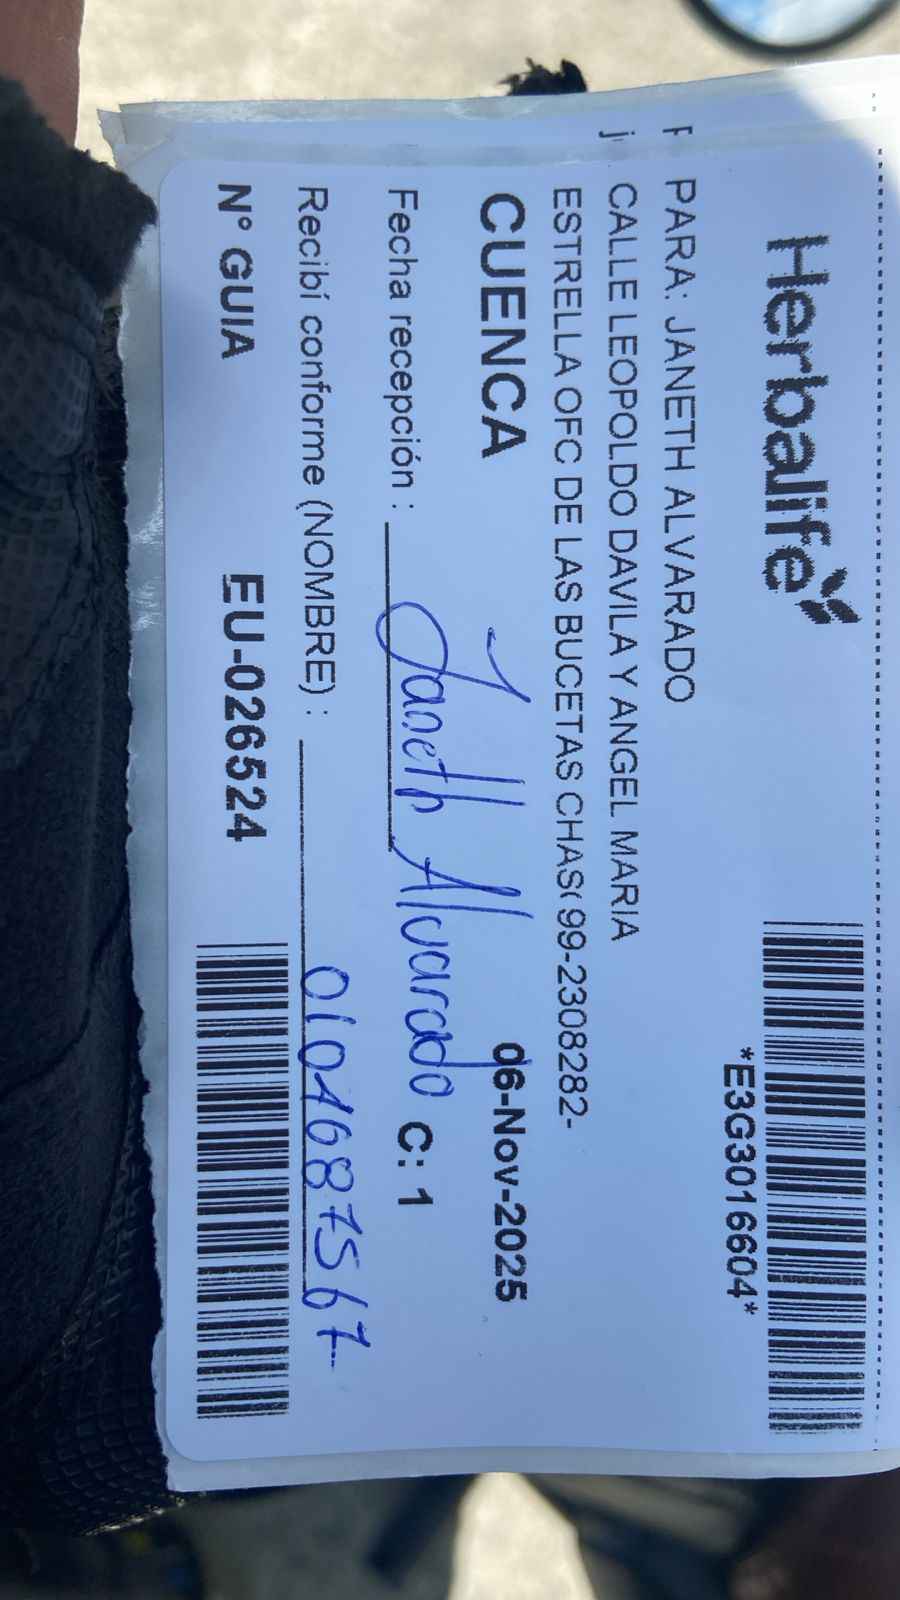 Herbalife
*E3G3016604*
PARA: JANETH ALVARADO
CALLE LEOPOLDO DAVILA Y ANGEL MARIA
ESTRELLA OFC DE LAS BUCETAS CHAS( 99-2308282-
CUENCA 06-Nov-2025
Fecha recepción : Janeth Alvarado C: 1
Recibí conforme (NOMBRE) : 0104687567
N° GUIA EU-026524